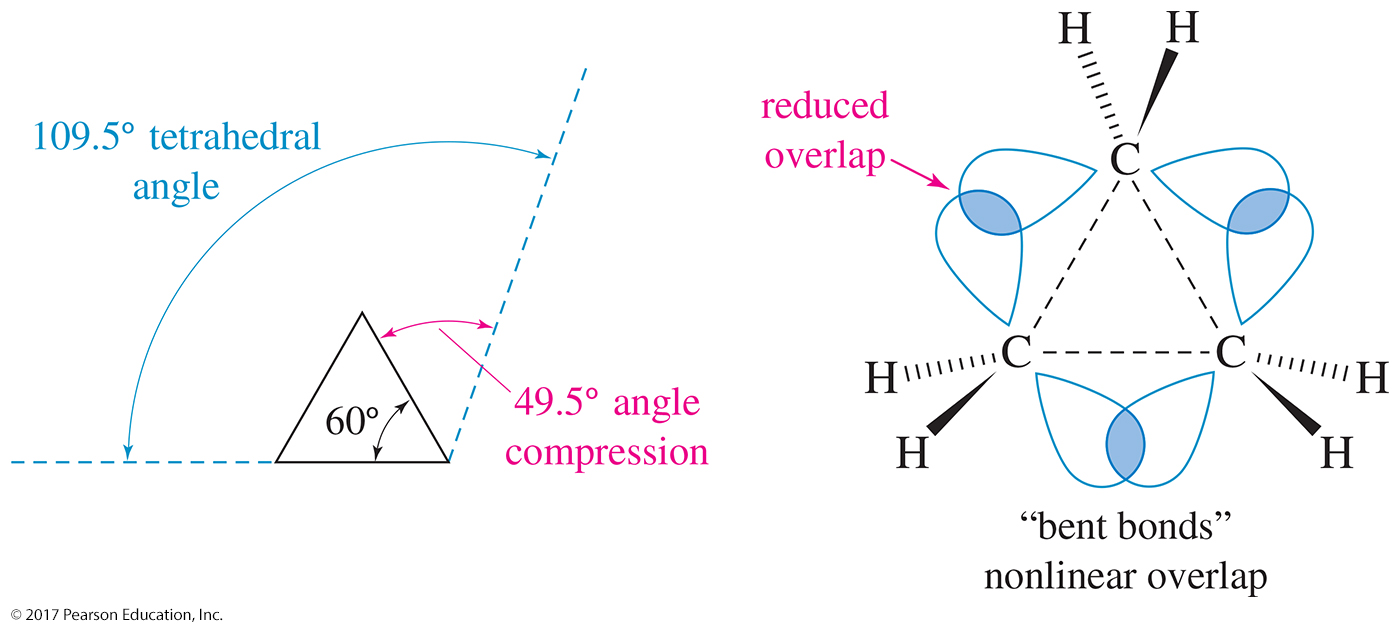 109.5° tetrahedral
angle
60°
49.5° angle
compression
reduced
overlap
H H
C
C C
H H
H H
“bent bonds”
nonlinear overlap
© 2017 Pearson Education, Inc.